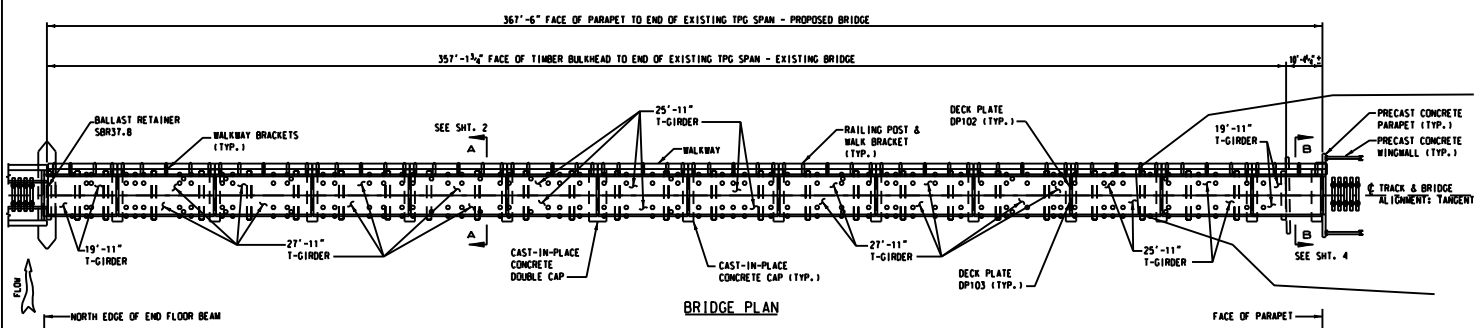 367'-6" FACE OF PARAPET TO END OF EXISTING TPG SPAN - PROPOSED BRIDGE
357'-1¾" FACE OF TIMBER BULKHEAD TO END OF EXISTING TPG SPAN - EXISTING BRIDGE
BALLAST RETAINER
SBR37.8
WALKWAY BRACKETS
(TYP.)
SEE SHT. 2
A
25'-11"
T-GIRDER
WALKWAY
RAILING POST &
WALK BRACKET
(TYP.)
DECK PLATE
DP102 (TYP.)
19'-11"
T-GIRDER
B
PRECAST CONCRETE
PARAPET (TYP.)
PRECAST CONCRETE
WINGWALL (TYP.)
℄ TRACK & BRIDGE
ALIGNMENT: TANGENT
19'-11"
T-GIRDER
27'-11"
T-GIRDER
A
CAST-IN-PLACE
CONCRETE
DOUBLE CAP
CAST-IN-PLACE
CONCRETE CAP (TYP.)
27'-11"
T-GIRDER
DECK PLATE
DP103 (TYP.)
25'-11"
T-GIRDER
B
SEE SHT. 4
FLOW
BRIDGE PLAN
NORTH EDGE OF END FLOOR BEAM
FACE OF PARAPET